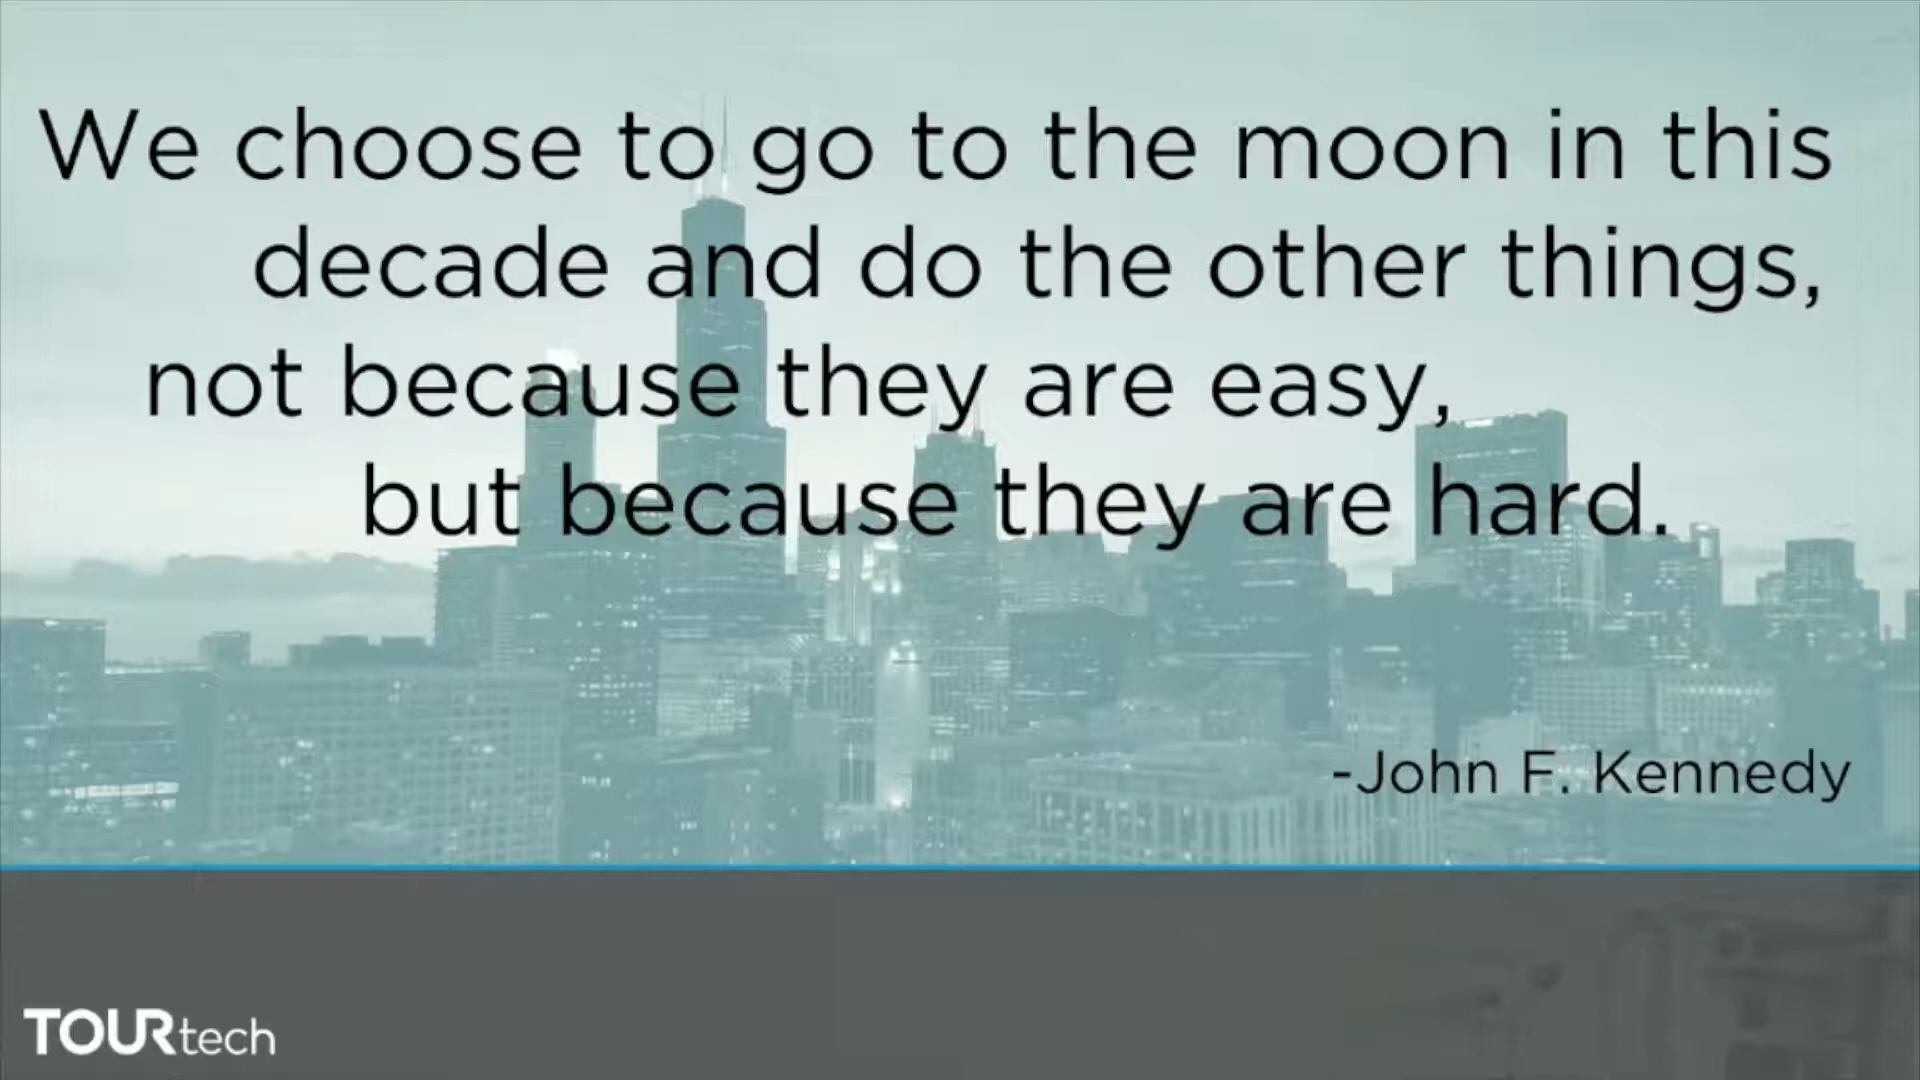 We choose to go to the moon in this
decade and do the other things,
not because they are easy,
but because they are hard.
-John F. Kennedy
TOURtech